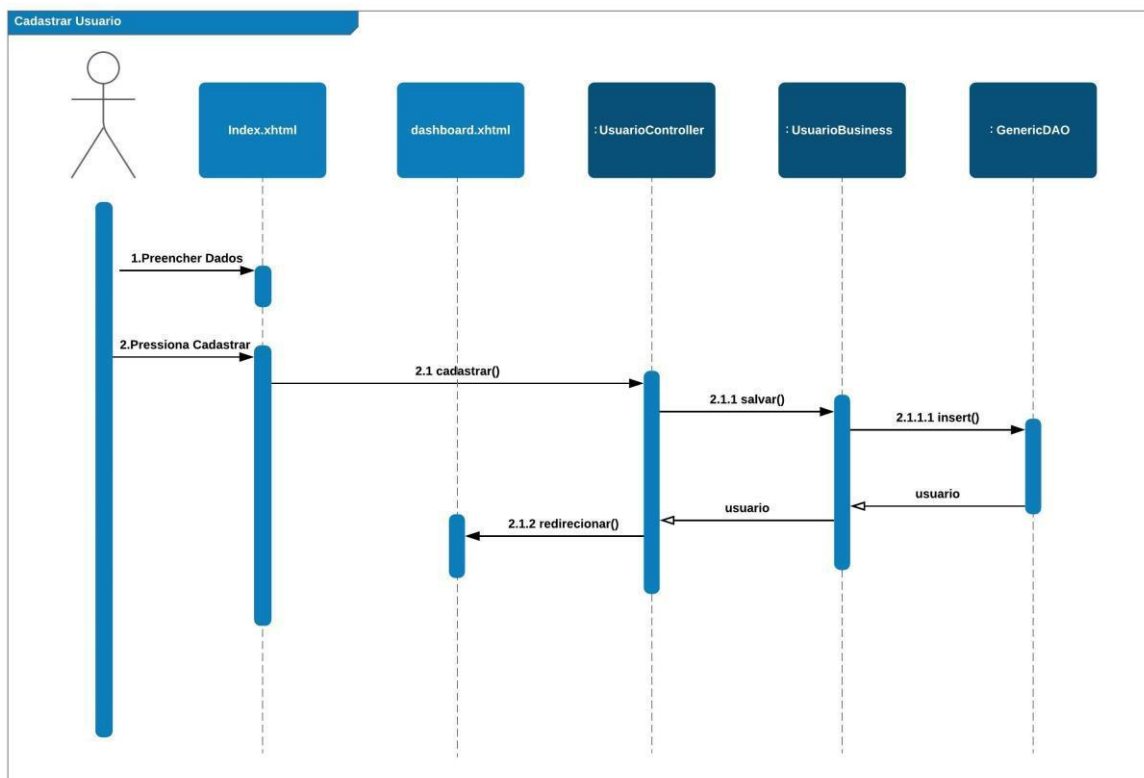 Cadastrar Usuario
Index.xhtml
dashboard.xhtml
: UsuarioController
: UsuarioBusiness
: GenericDAO
1.Preencher Dados
2.Pressiona Cadastrar
2.1 cadastrar()
2.1.1 salvar()
2.1.1.1 insert()
usuario
usuario
2.1.2 redirecionar()